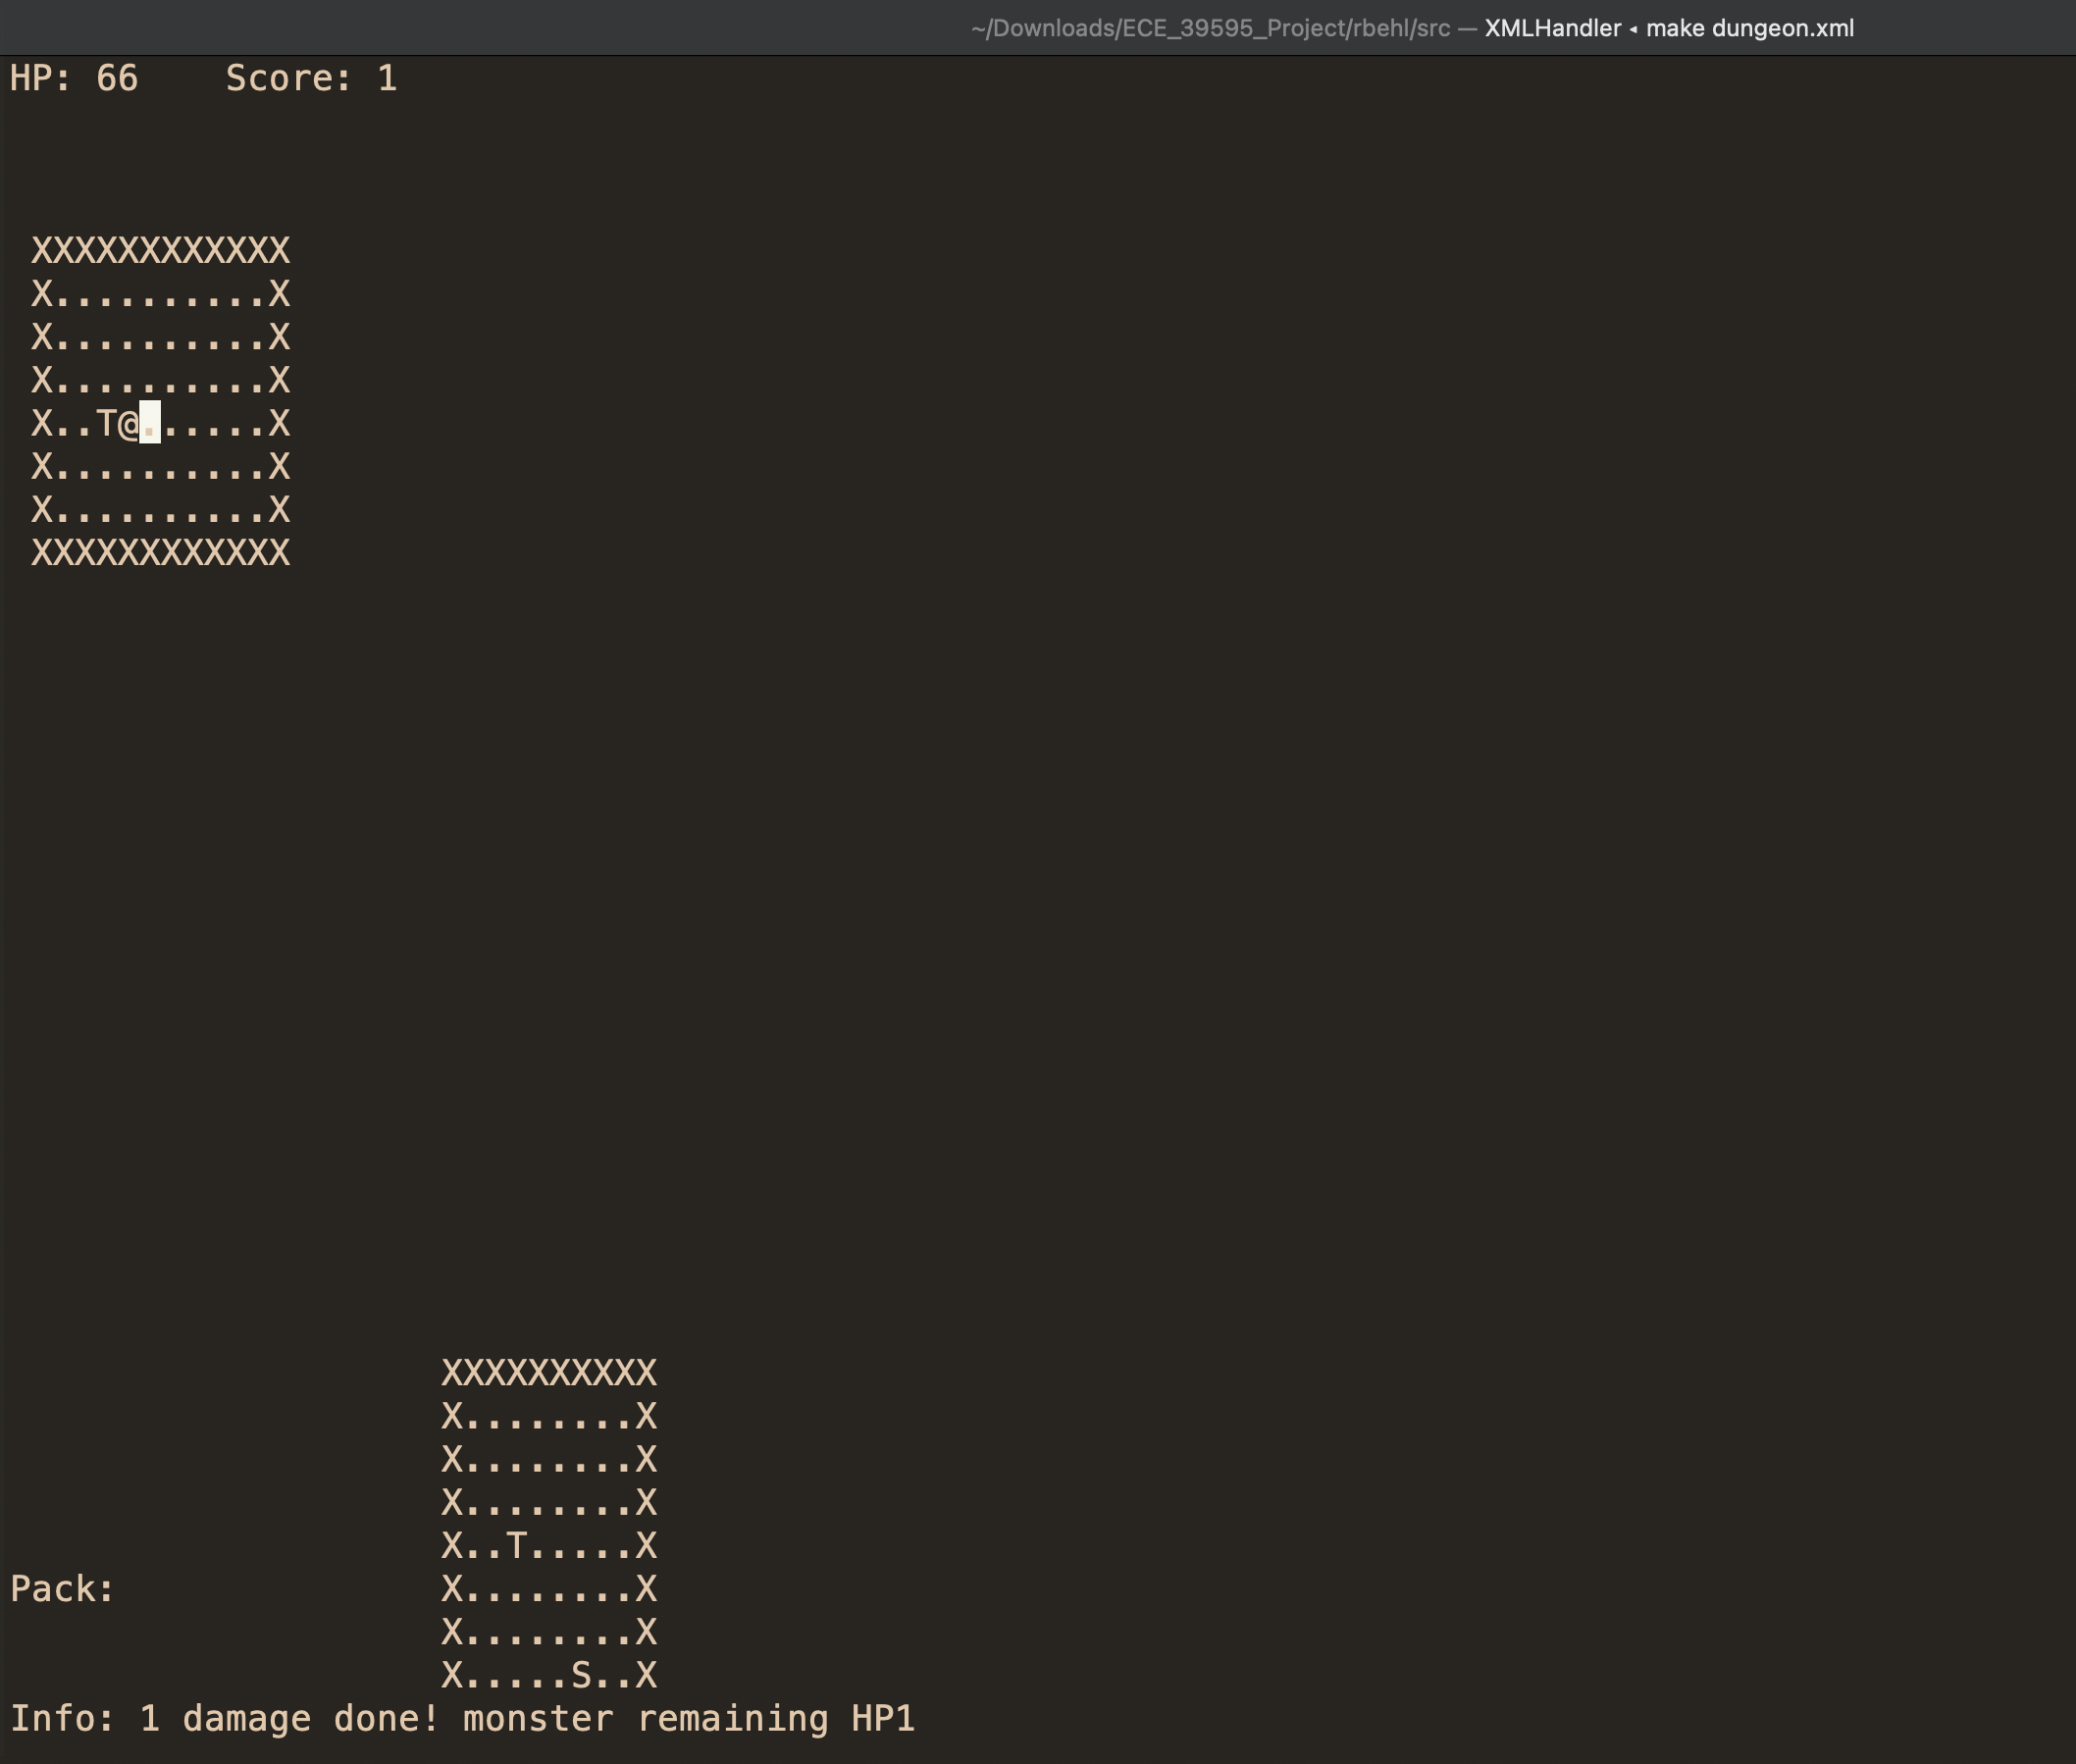 ~/Downloads/ECE_39595_Project/rbehl/src — XMLHandler ◂ make dungeon.xml
HP: 66    Score: 1
 XXXXXXXXXXXX
 X..........X
 X..........X
 X..........X
 X..T@......X
 X..........X
 X..........X
 XXXXXXXXXXXX
                    XXXXXXXXXX
                    X........X
                    X........X
                    X........X
                    X..T.....X
Pack:               X........X
                    X........X
                    X.....S..X
Info: 1 damage done! monster remaining HP1